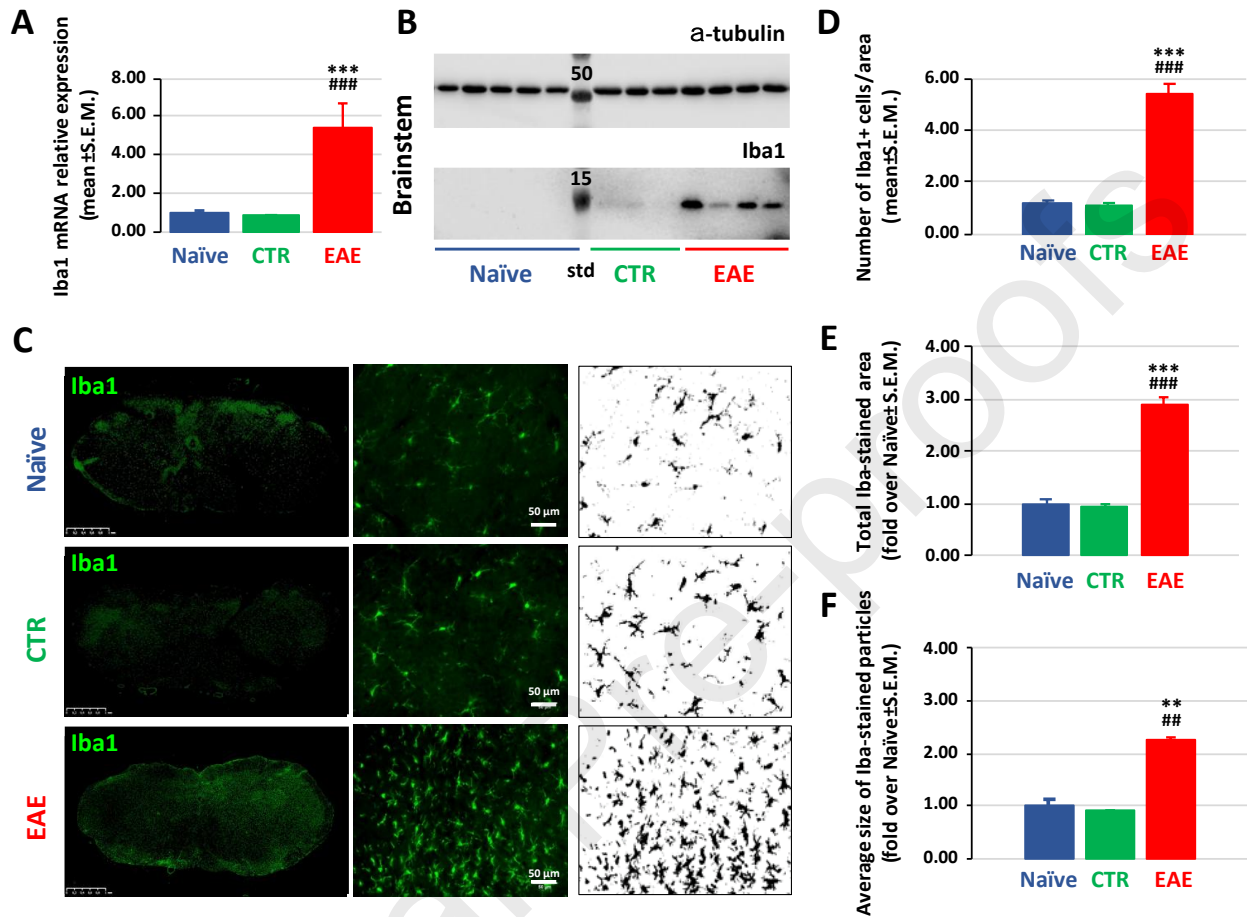 A
Iba1 mRNA relative expression
(mean±S.E.M.)
8.00
6.00
4.00
2.00
0.00
***
###
Naïve
CTR
EAE
B
Brainstem
a-tubulin
50
Iba1
15
Naïve
std
CTR
EAE
C
Naïve
Iba1
50 µm
CTR
Iba1
50 µm
EAE
Iba1
50 µm
D
Number of Iba1+ cells/area
(mean±S.E.M.)
6.00
4.00
2.00
0.00
***
###
Naïve
CTR
EAE
E
Total Iba-stained area
(fold over Naïve±S.E.M.)
4.00
3.00
2.00
1.00
0.00
***
###
Naïve
CTR
EAE
F
Average size of Iba-stained particles
(fold over Naïve±S.E.M.)
4.00
3.00
2.00
1.00
0.00
**
##
Naïve
CTR
EAE
pre-proofs